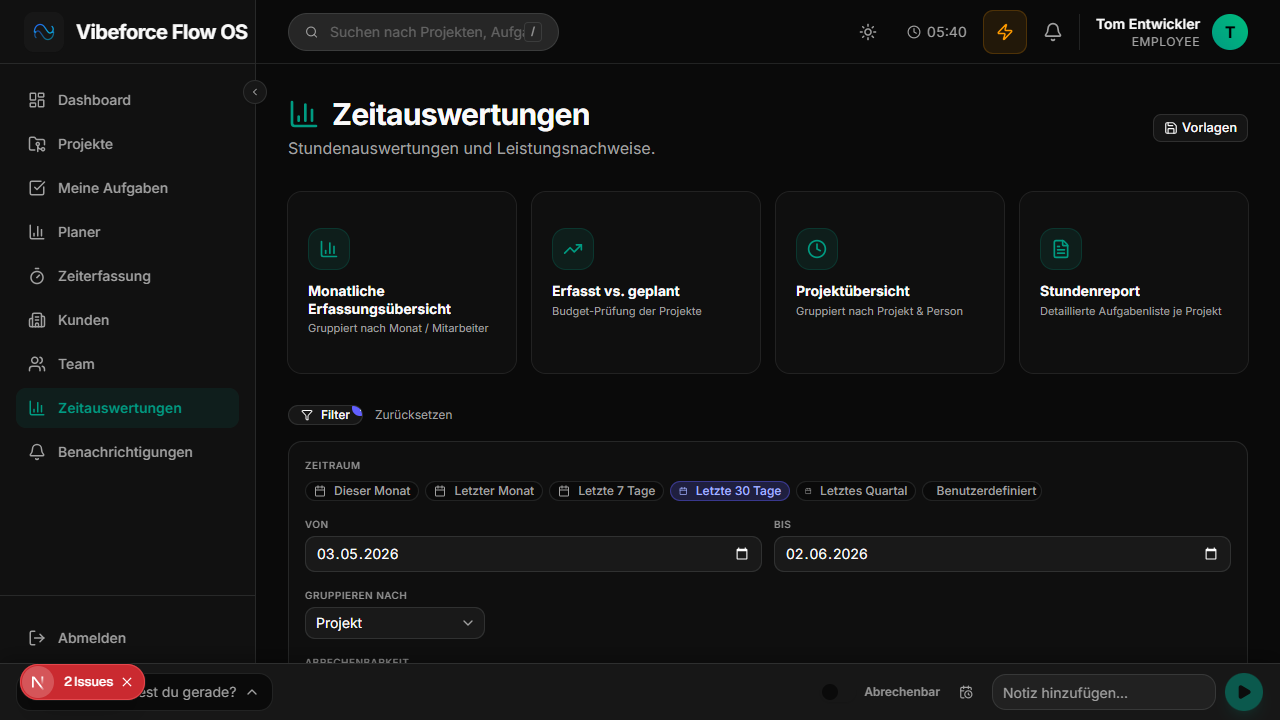 Vibeforce Flow OS
Suchen nach Projekten, Aufga
/
05:40
Tom Entwickler
EMPLOYEE
T
Dashboard
Projekte
Meine Aufgaben
Planer
Zeiterfassung
Kunden
Team
Zeitauswertungen
Benachrichtigungen
Abmelden
Zeitauswertungen
Stundenauswertungen und Leistungsnachweise.
Vorlagen
Monatliche
Erfassungsübersicht
Gruppiert nach Monat / Mitarbeiter
Erfasst vs. geplant
Budget-Prüfung der Projekte
Projektübersicht
Gruppiert nach Projekt & Person
Stundenreport
Detaillierte Aufgabenliste je Projekt
Filter
Zurücksetzen
ZEITRAUM
Dieser Monat
Letzter Monat
Letzte 7 Tage
Letzte 30 Tage
Letztes Quartal
Benutzerdefiniert
VON
BIS
03.05.2026
02.06.2026
GRUPPIEREN NACH
Projekt
ABRECHENBARKEIT
N
2 Issues
est du gerade?
Abrechenbar
Notiz hinzufügen...